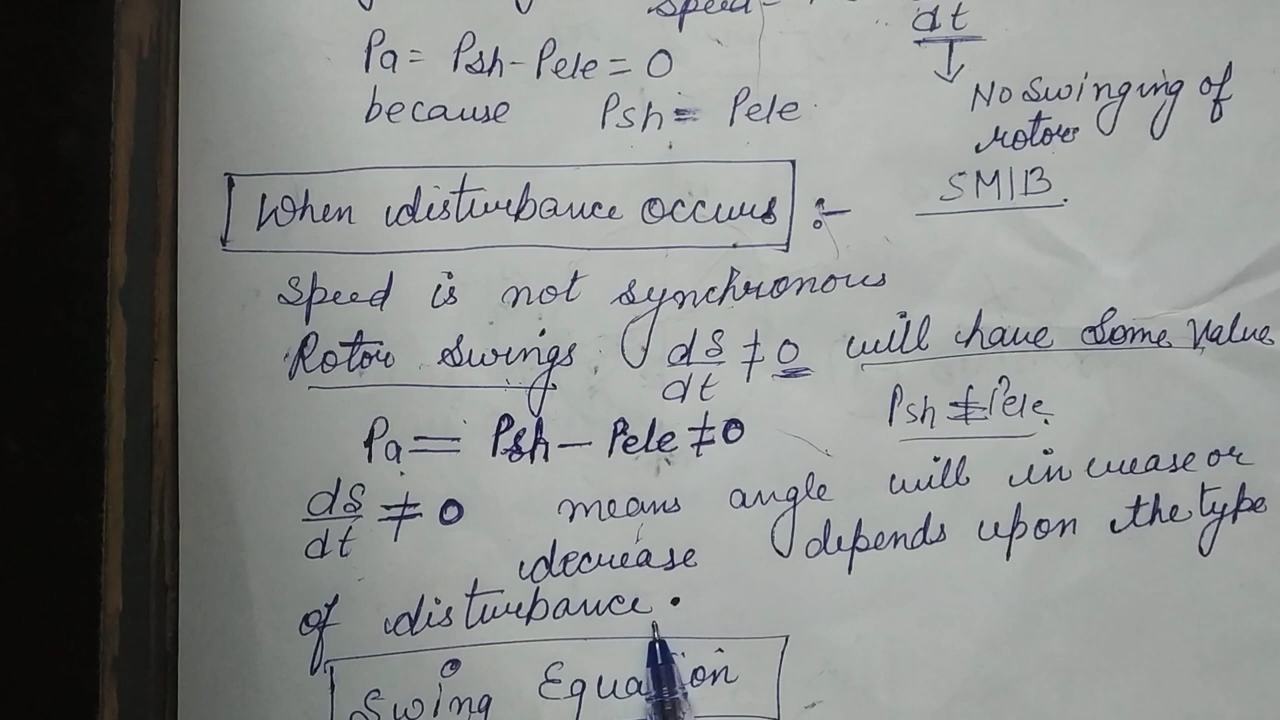 speed
dt
Pa = Psh - Pele = 0
because Psh = Pele
No Swinging of
rotor
SMIB.
When disturbance occurs :-
Speed is not synchronous
Rotor Swings. dδ/dt ≠ 0 will have some value
Psh ≠ Pele.
Pa = Psh - Pele ≠ 0
dδ/dt ≠ 0 means angle will increase or
decrease depends upon the type
of disturbance.
Swing Equation